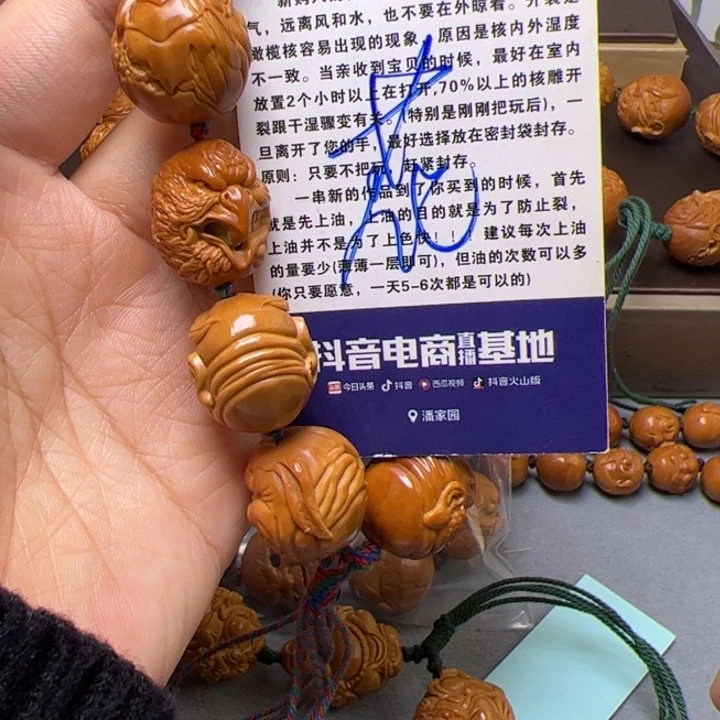 气，远离风和水，也不要在外晾着。
橄榄核容易出现的现象，原因是核内外湿度
不一致。当亲收到宝贝的时候，最好在室内
放置2个小时以上在打开,70%以上的核雕开
裂跟干湿骤变有关。(特别是刚刚把玩后)，一
旦离开了您的手，最好选择放在密封袋封存。
原则：只要不把玩，赶紧封存。
一串新的作品到了你买到的时候，首先
就是先上油，上油的目的就是为了防止裂，
上油并不是为了上色快！！！建议每次上油
的量要少(薄薄一层即可)，但油的次数可以多
(你只要愿意，一天5-6次都是可以的)
抖音电商直播基地
今日头条 抖音 西瓜视频 抖音火山版
潘家园